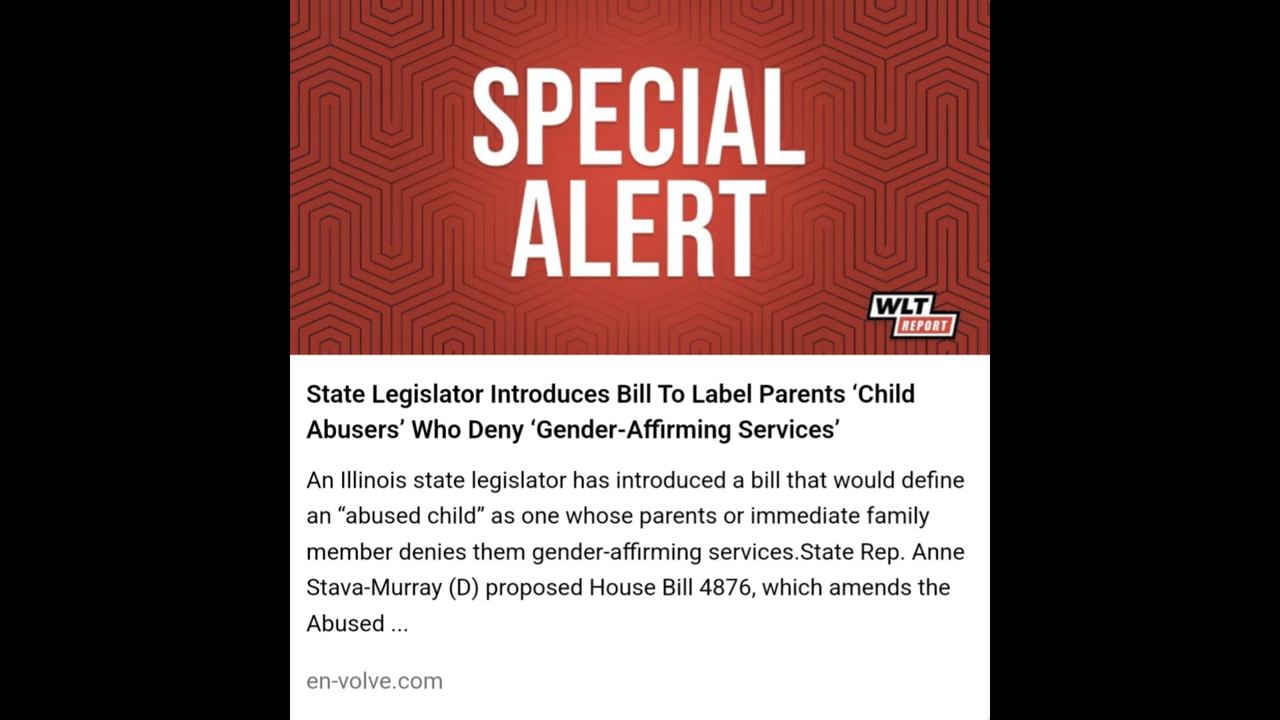 SPECIAL
ALERT
WLT
REPORT
State Legislator Introduces Bill To Label Parents ‘Child
Abusers’ Who Deny ‘Gender-Affirming Services’
An Illinois state legislator has introduced a bill that would define
an “abused child” as one whose parents or immediate family
member denies them gender-affirming services.State Rep. Anne
Stava-Murray (D) proposed House Bill 4876, which amends the
Abused ...
en-volve.com